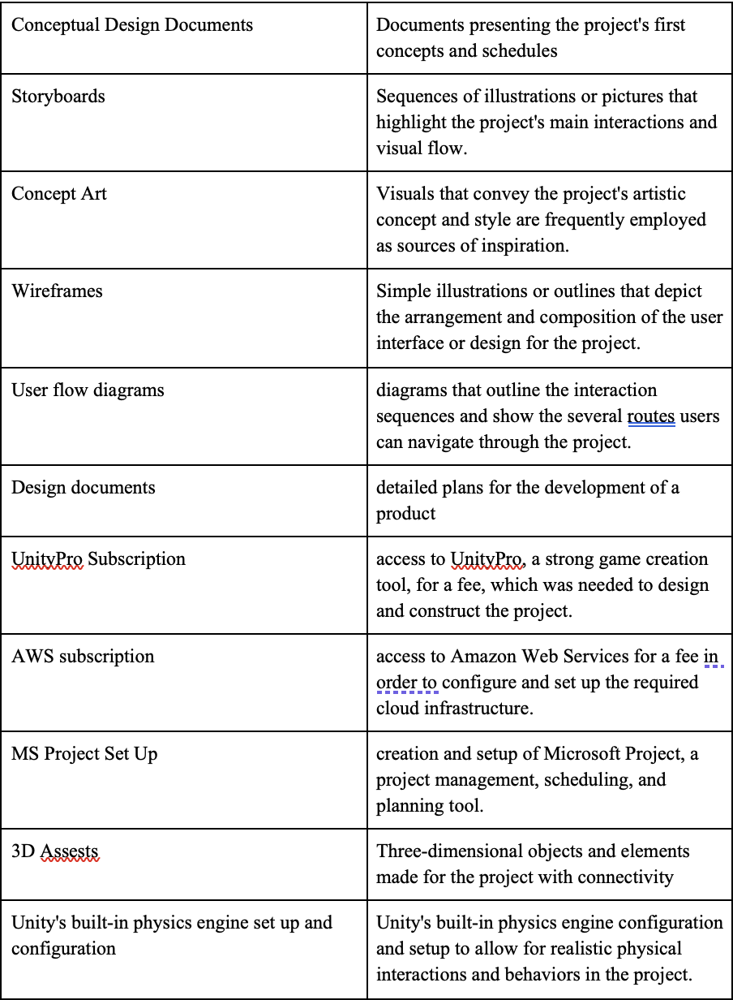 Conceptual Design Documents
Documents presenting the project's first
concepts and schedules
Storyboards
Sequences of illustrations or pictures that
highlight the project's main interactions and
visual flow.
Concept Art
Visuals that convey the project's artistic
concept and style are frequently employed
as sources of inspiration.
Wireframes
Simple illustrations or outlines that depict
the arrangement and composition of the user
interface or design for the project.
User flow diagrams
diagrams that outline the interaction
sequences and show the several routes users
can navigate through the project.
Design documents
detailed plans for the development of a
product
UnityPro Subscription
access to UnityPro, a strong game creation
tool, for a fee, which was needed to design
and construct the project.
AWS subscription
access to Amazon Web Services for a fee in
order to configure and set up the required
cloud infrastructure.
MS Project Set Up
creation and setup of Microsoft Project, a
project management, scheduling, and
planning tool.
3D Assests
Three-dimensional objects and elements
made for the project with connectivity
Unity's built-in physics engine set up and
configuration
Unity's built-in physics engine configuration
and setup to allow for realistic physical
interactions and behaviors in the project.